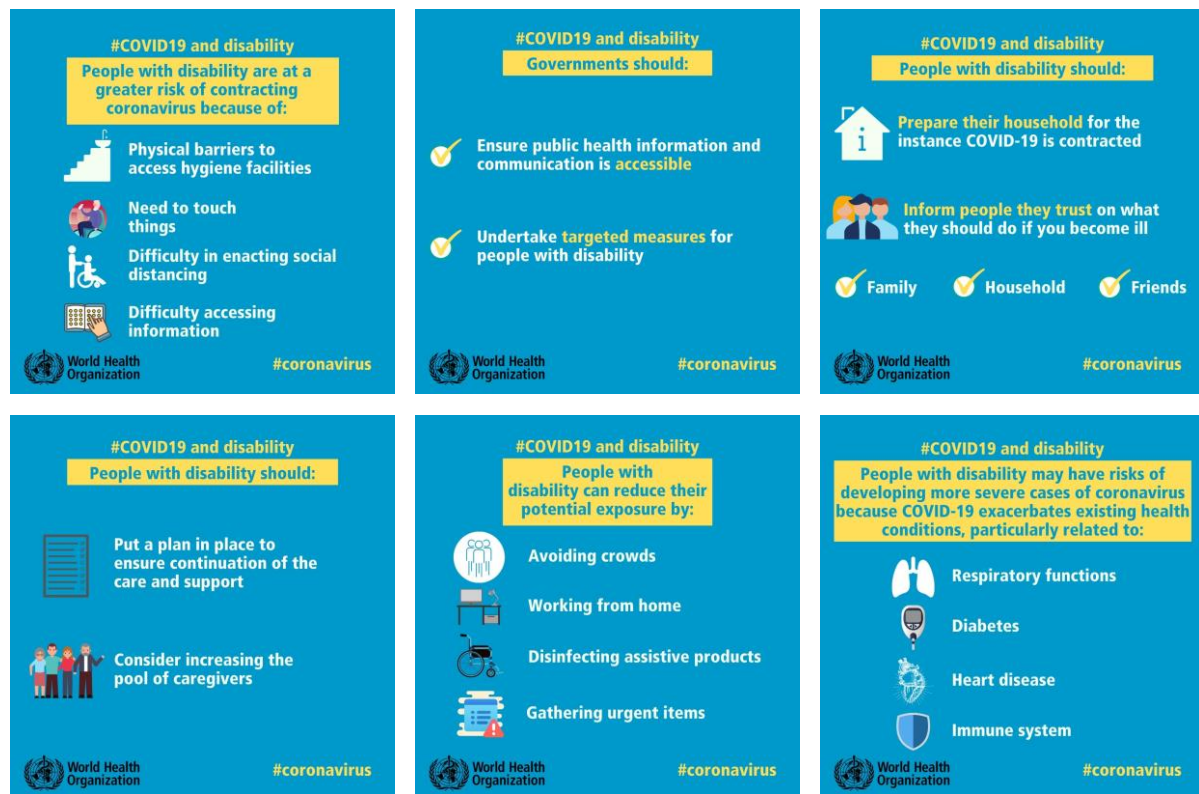 #COVID19 and disability
People with disability are at a
greater risk of contracting
coronavirus because of:
Physical barriers to
access hygiene facilities
Need to touch
things
Difficulty in enacting social
distancing
Difficulty accessing
information
World Health
Organization
#coronavirus
#COVID19 and disability
Governments should:
Ensure public health information and
communication is accessible
Undertake targeted measures for
people with disability
World Health
Organization
#coronavirus
#COVID19 and disability
People with disability should:
i
Prepare their household for the
instance COVID-19 is contracted
Inform people they trust on what
they should do if you become ill
Family
Household
Friends
World Health
Organization
#coronavirus
#COVID19 and disability
People with disability should:
Put a plan in place to
ensure continuation of the
care and support
Consider increasing the
pool of caregivers
World Health
Organization
#coronavirus
#COVID19 and disability
People with
disability can reduce their
potential exposure by:
Avoiding crowds
Working from home
Disinfecting assistive products
Gathering urgent items
World Health
Organization
#coronavirus
#COVID19 and disability
People with disability may have risks of
developing more severe cases of coronavirus
because COVID-19 exacerbates existing health
conditions, particularly related to:
Respiratory functions
Diabetes
Heart disease
Immune system
World Health
Organization
#coronavirus